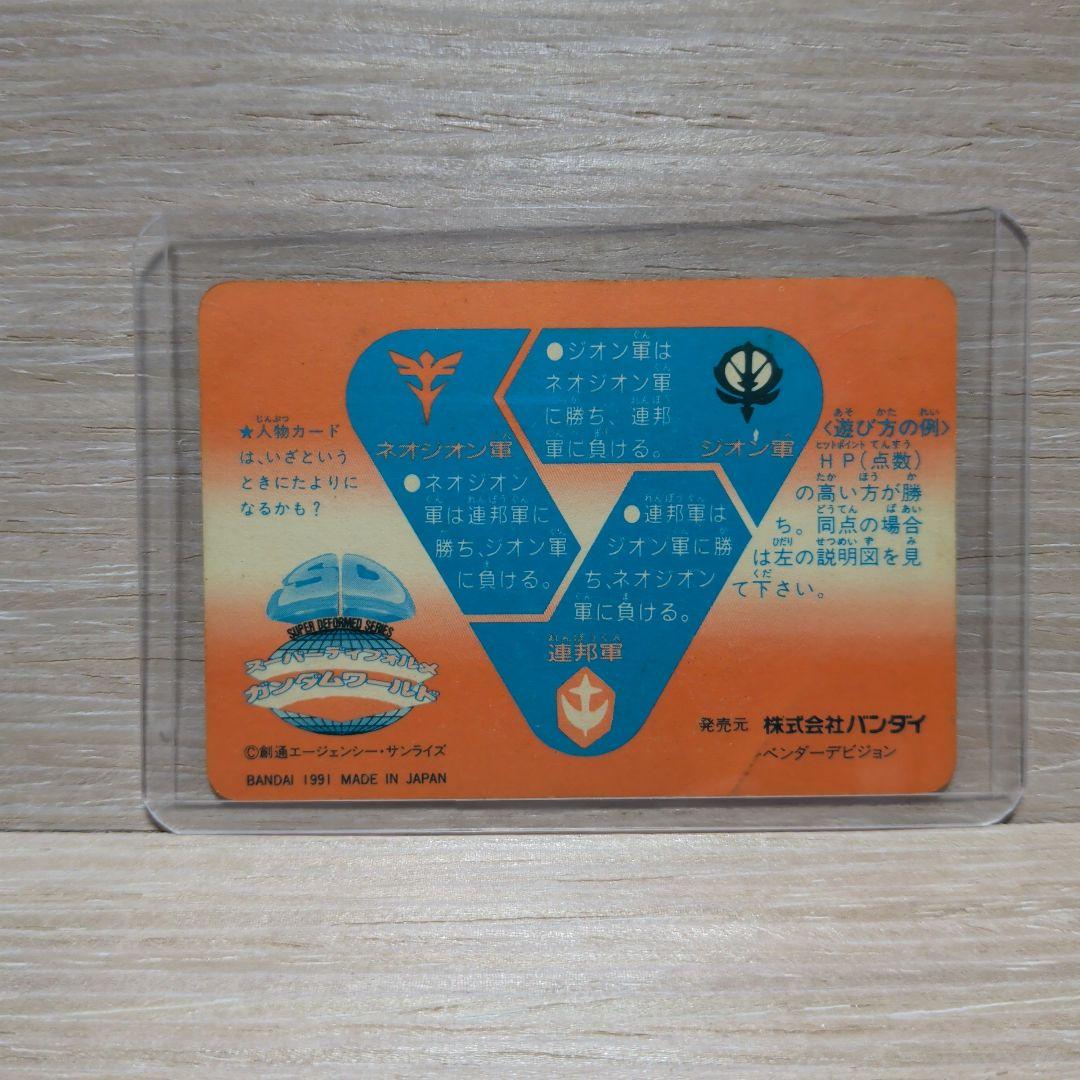 ★人物カード
は、いざという
ときにたよりに
なるかも?
ネオジオン軍
●ネオジオン
軍は連邦軍に
勝ち、ジオン軍
に負ける。
●ジオン軍は
ネオジオン軍
に勝ち、連邦
軍に負ける。
ジオン軍
●連邦軍は
ジオン軍に勝
ち、ネオジオン
軍に負ける。
連邦軍
〈遊び方の例〉
HP(点数)
の高い方が勝
ち。同点の場合
は左の説明図を見
て下さい。
SD
SUPER DEFORMED SERIES
スーパーディフォルメ
ガンダムワールド
©創通エージェンシー・サンライズ
BANDAI 1991 MADE IN JAPAN
発売元 株式会社バンダイ
ベンダーデビジョン